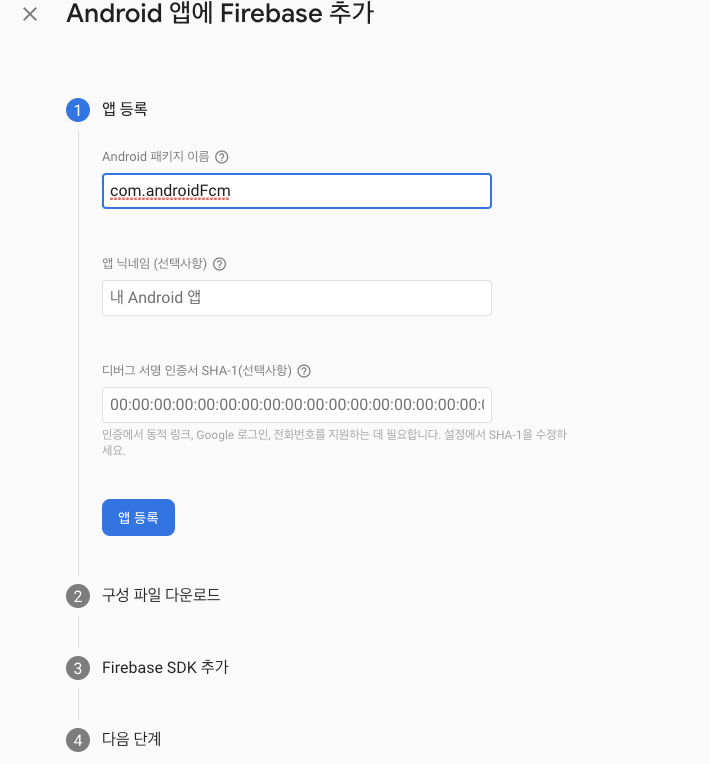 Android 앱에 Firebase 추가
1 앱 등록
Android 패키지 이름
com.androidFcm
앱 닉네임 (선택사항)
내 Android 앱
디버그 서명 인증서 SHA-1(선택사항)
00:00:00:00:00:00:00:00:00:00:00:00:00:00:00:00:00:
인증에서 동적 링크, Google 로그인, 전화번호를 지원하는 데 필요합니다. 설정에서 SHA-1을 수정하
세요.
앱 등록
2 구성 파일 다운로드
3 Firebase SDK 추가
4 다음 단계